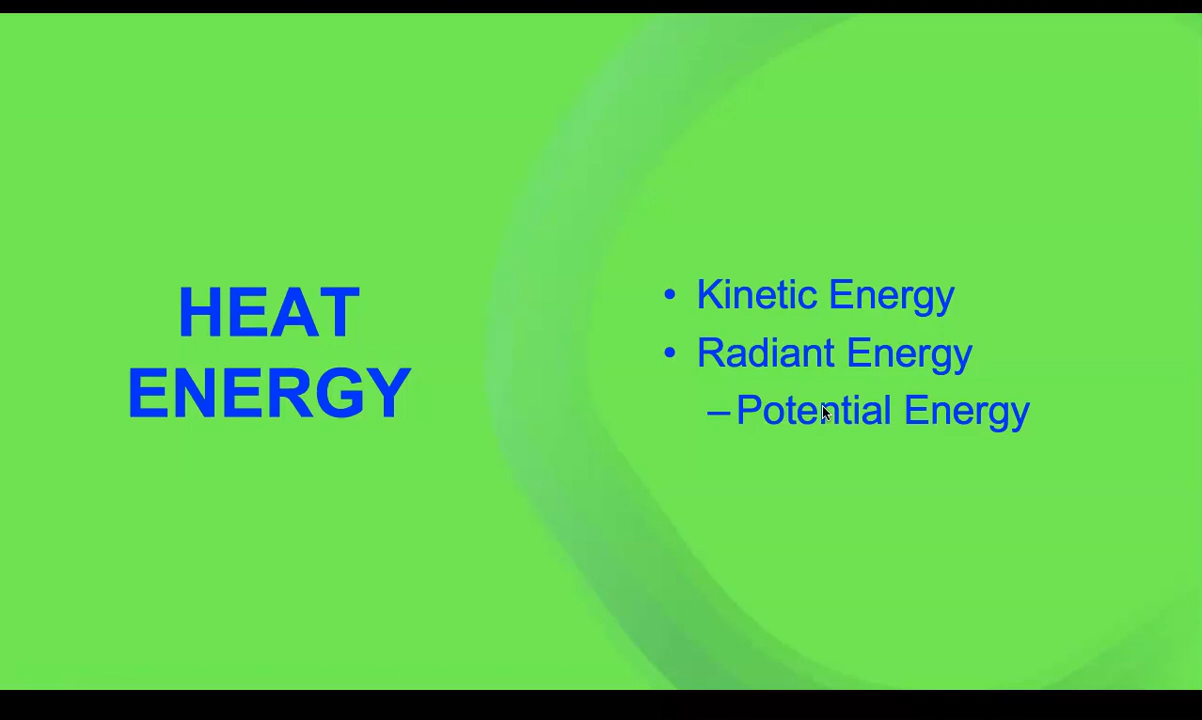 HEAT
ENERGY
• Kinetic Energy
• Radiant Energy
–Potential Energy